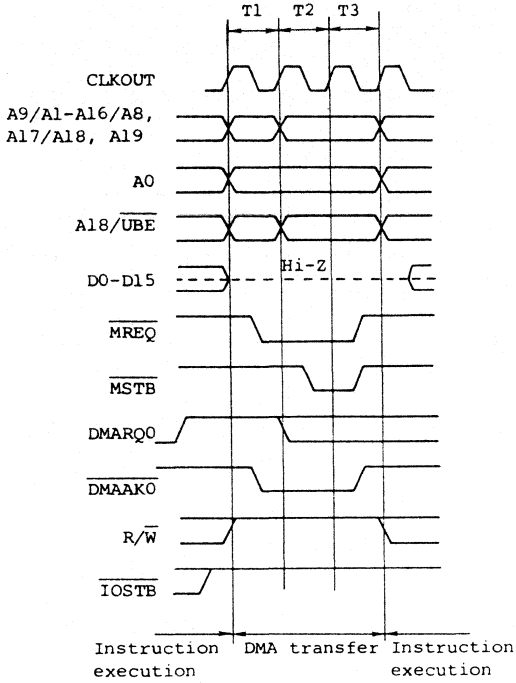 T1 T2 T3
CLKOUT
A9/A1-A16/A8,
A17/A18, A19
A0
A18/UBE
Hi-Z
D0-D15
MREQ
MSTB
DMARQ0
DMAAK0
R/W
IOSTB
Instruction execution
DMA transfer
Instruction execution